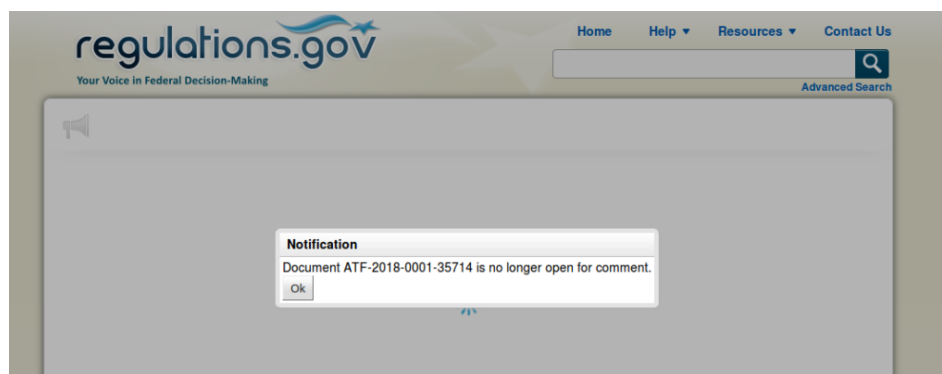 regulations.gov
Your Voice in Federal Decision-Making
Home Help ▼ Resources ▼ Contact Us
Advanced Search
Notification
Document ATF-2018-0001-35714 is no longer open for comment.
Ok